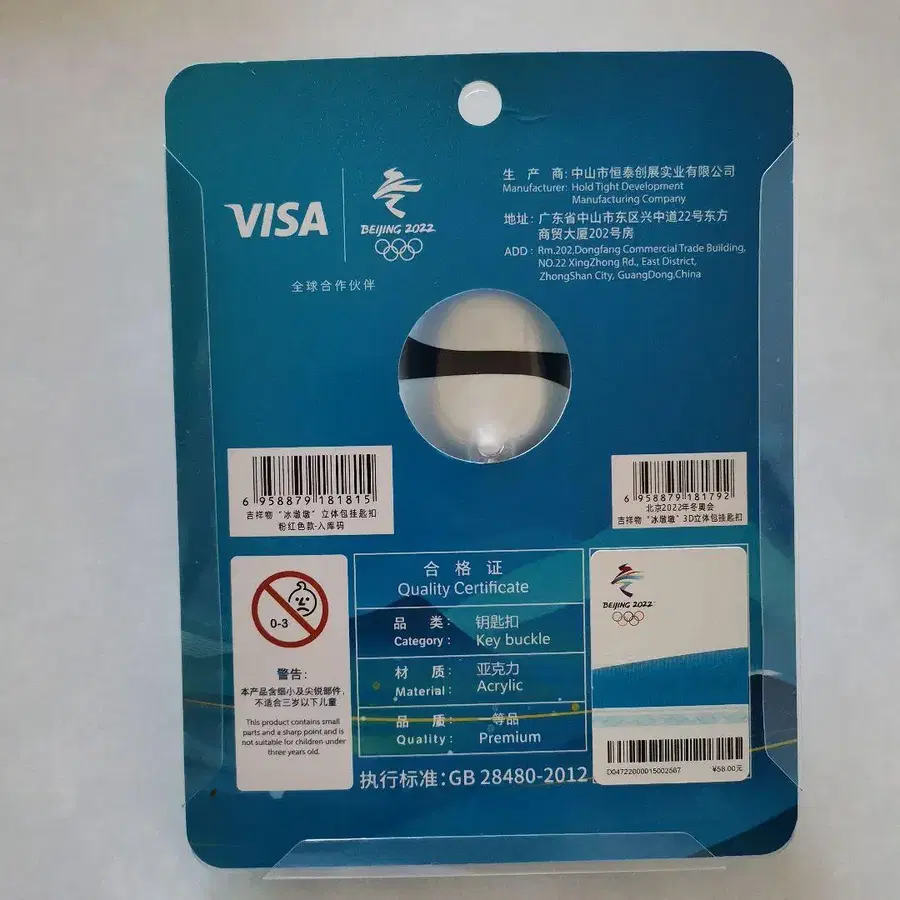 VISA
BEIJING 2022
全球合作伙伴
生 产 商: 中山市恒泰创展实业有限公司
Manufacturer: Hold Tight Development
Manufacturing Company
地址: 广东省中山市东区兴中道22号东方
商贸大厦202号房
ADD : Rm.202,Dongfang Commercial Trade Building,
NO.22 XingZhong Rd., East District,
ZhongShan City, GuangDong,China
6 958879 181815
吉祥物 “冰墩墩” 立体包挂匙扣
粉红色款-入库码
6 958879 181792
北京2022年冬奥会
吉祥物 “冰墩墩” 3D立体包挂匙扣
0-3
警告:
本产品含细小及尖锐部件,
不适合三岁以下儿童
This product contains small
parts and a sharp point and is
not suitable for children under
three years old.
合 格 证
Quality Certificate
品 类: 钥匙扣
Category: Key buckle
材 质: 亚克力
Material: Acrylic
品 质: 一等品
Quality: Premium
执行标准:GB 28480-2012
BEIJING 2022
D04722000015002667 ¥58.00元